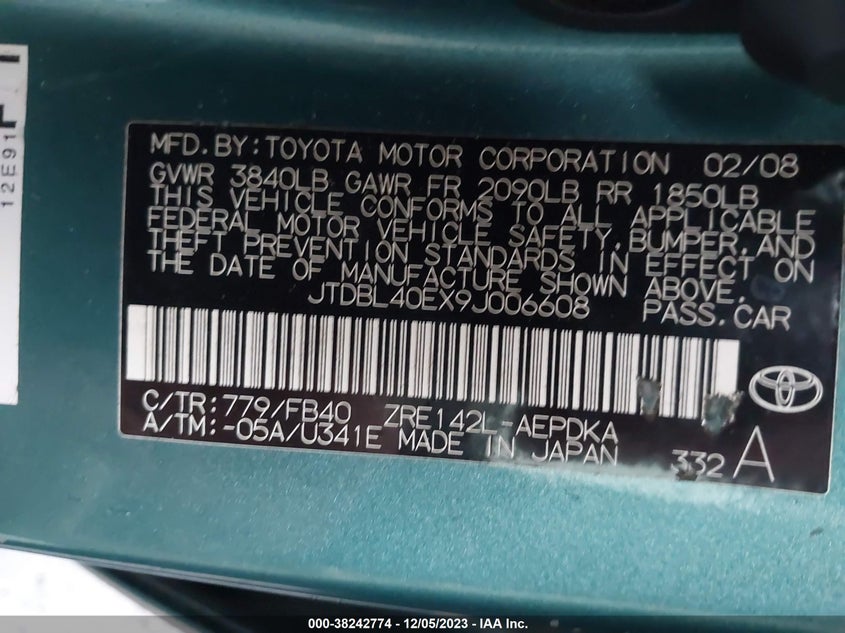 MFD. BY: TOYOTA MOTOR CORPORATION 02/08
GVWR 3840LB GAWR FR 2090LB RR 1850LB
THIS VEHICLE CONFORMS TO ALL APPLICABLE
FEDERAL MOTOR VEHICLE SAFETY, BUMPER, AND
THEFT PREVENTION STANDARDS IN EFFECT ON
THE DATE OF MANUFACTURE SHOWN ABOVE.
JTDBL40EX9J006608 PASS. CAR
C/TR: 779/FB40 ZRE142L-AEPDKA
A/TM: -05A/U341E MADE IN JAPAN
332 A
12E91
000-38242774 - 12/05/2023 - IAA Inc.